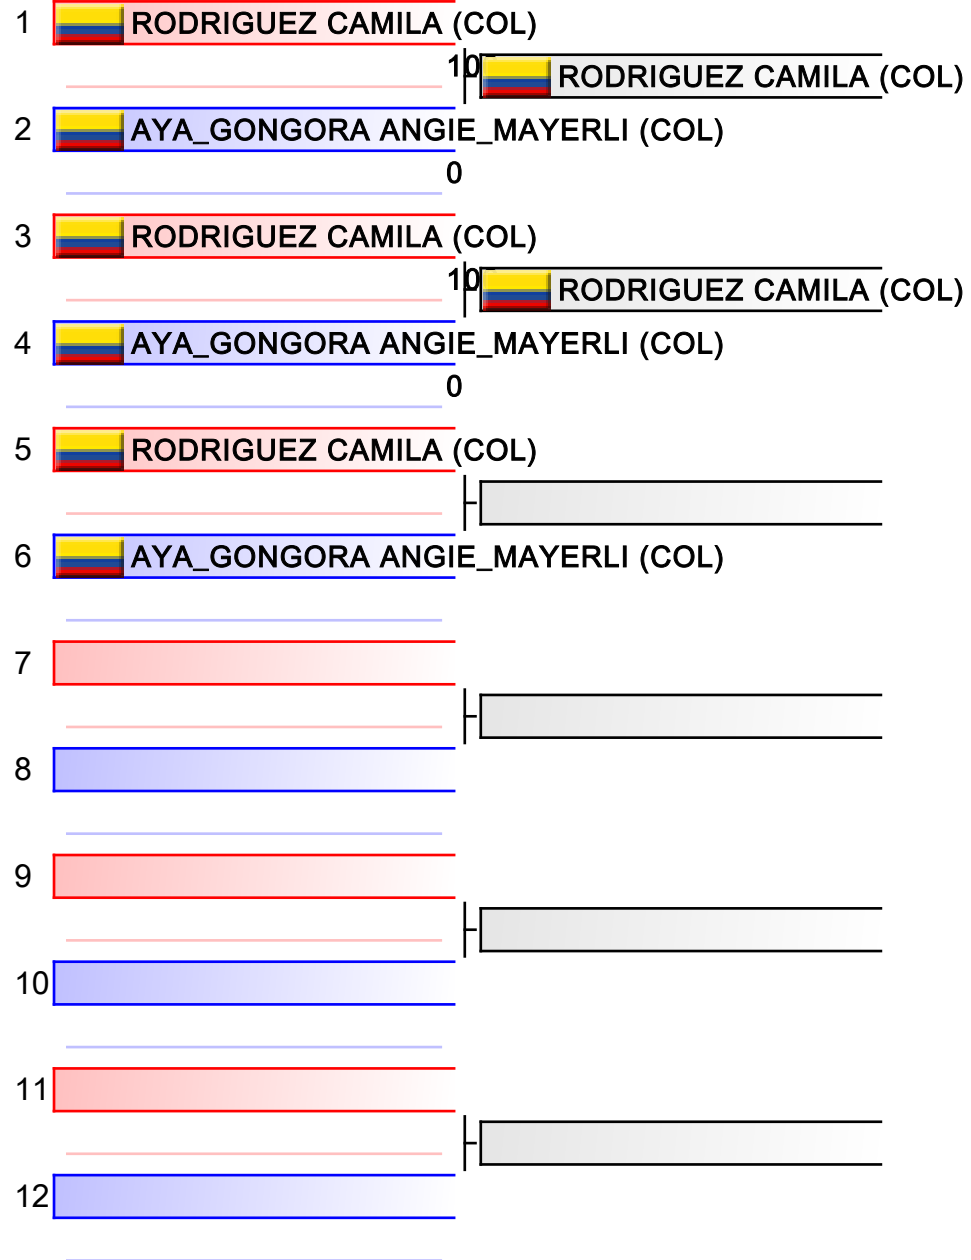 1 RODRIGUEZ CAMILA (COL)
RODRIGUEZ CAMILA (COL)
2 AYA_GONGORA ANGIE_MAYERLI (COL)
0
3 RODRIGUEZ CAMILA (COL)
RODRIGUEZ CAMILA (COL)
4 AYA_GONGORA ANGIE_MAYERLI (COL)
0
5 RODRIGUEZ CAMILA (COL)
6 AYA_GONGORA ANGIE_MAYERLI (COL)
7
8
9
10
11
12